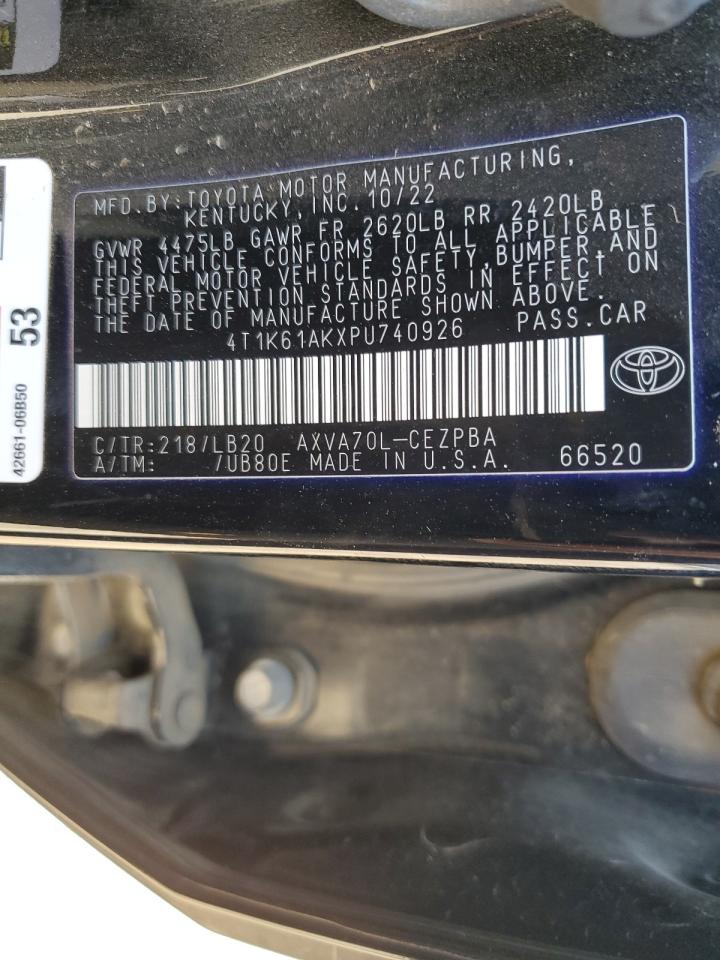 MFD.BY:TOYOTA MOTOR MANUFACTURING,
KENTUCKY, INC. 10/22
GVWR 4475LB GAWR FR 2620LB RR 2420LB
THIS VEHICLE CONFORMS TO ALL APPLICABLE
FEDERAL MOTOR VEHICLE SAFETY,BUMPER,AND
THEFT PREVENTION STANDARDS IN EFFECT ON
THE DATE OF MANUFACTURE SHOWN ABOVE.
4T1K61AKXPU740926 PASS.CAR
C/TR:218/LB20 AXVA70L-CEZPBA
A/TM: /UB80E MADE IN U.S.A. 66520
53
42661-06B50